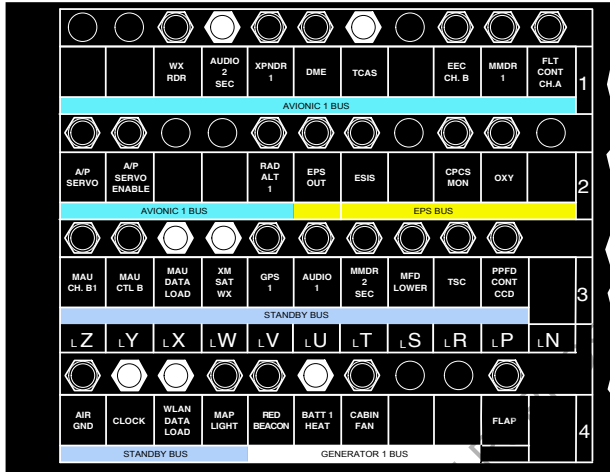 WX RDR
AUDIO 2 SEC
XPNDR 1
DME
TCAS
EEC CH. B
MMDR 1
FLT CONT CH.A
1
AVIONIC 1 BUS
A/P SERVO
A/P SERVO ENABLE
RAD ALT 1
EPS OUT
ESIS
CPCS MON
OXY
2
AVIONIC 1 BUS
EPS BUS
MAU CH. B1
MAU CTL B
MAU DATA LOAD
XM SAT WX
GPS 1
AUDIO 1
MMDR 2 SEC
MFD LOWER
TSC
PPFD CONT CCD
3
STANDBY BUS
LZ LY LX LW LV LU LT LS LR LP LN
AIR GND
CLOCK
WLAN DATA LOAD
MAP LIGHT
RED BEACON
BATT 1 HEAT
CABIN FAN
FLAP
4
STANDBY BUS
GENERATOR 1 BUS